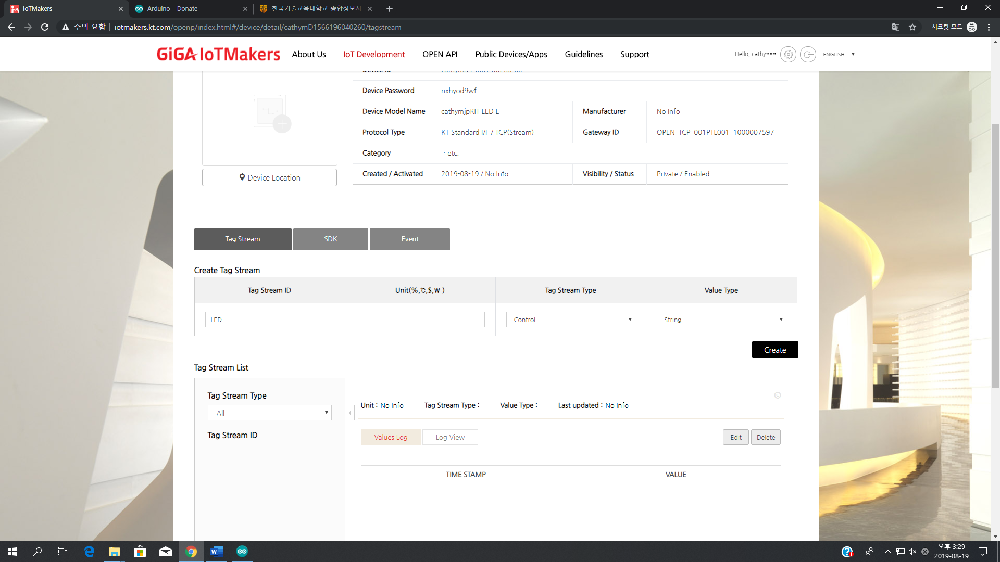 IoTMakers
Arduino - Donate
한국기술교육대학교 종합정보시
주의 요함
iotmakers.kt.com/openp/index.html#/device/detail/cathymD1566196040260/tagstream
시크릿 모드
GiGA IoTMakers
About Us
IoT Development
OPEN API
Public Devices/Apps
Guidelines
Support
Hello, cathy***
ENGLISH
Device ID
cathymD1566196040260
Device Password
nxhyod9wf
Device Model Name
cathymjpKIT LED E
Manufacturer
No Info
Protocol Type
KT Standard I/F / TCP(Stream)
Gateway ID
OPEN_TCP_001PTL001_1000007597
Category
· etc.
Created / Activated
2019-08-19 / No Info
Visibility / Status
Private / Enabled
Device Location
Tag Stream
SDK
Event
Create Tag Stream
Tag Stream ID
Unit(%,℃,$,₩ )
Tag Stream Type
Value Type
LED
Control
String
Create
Tag Stream List
Tag Stream Type
All
Tag Stream ID
Unit : No Info
Tag Stream Type :
Value Type :
Last updated : No Info
Values Log
Log View
Edit
Delete
TIME STAMP
VALUE
오후 3:29
2019-08-19